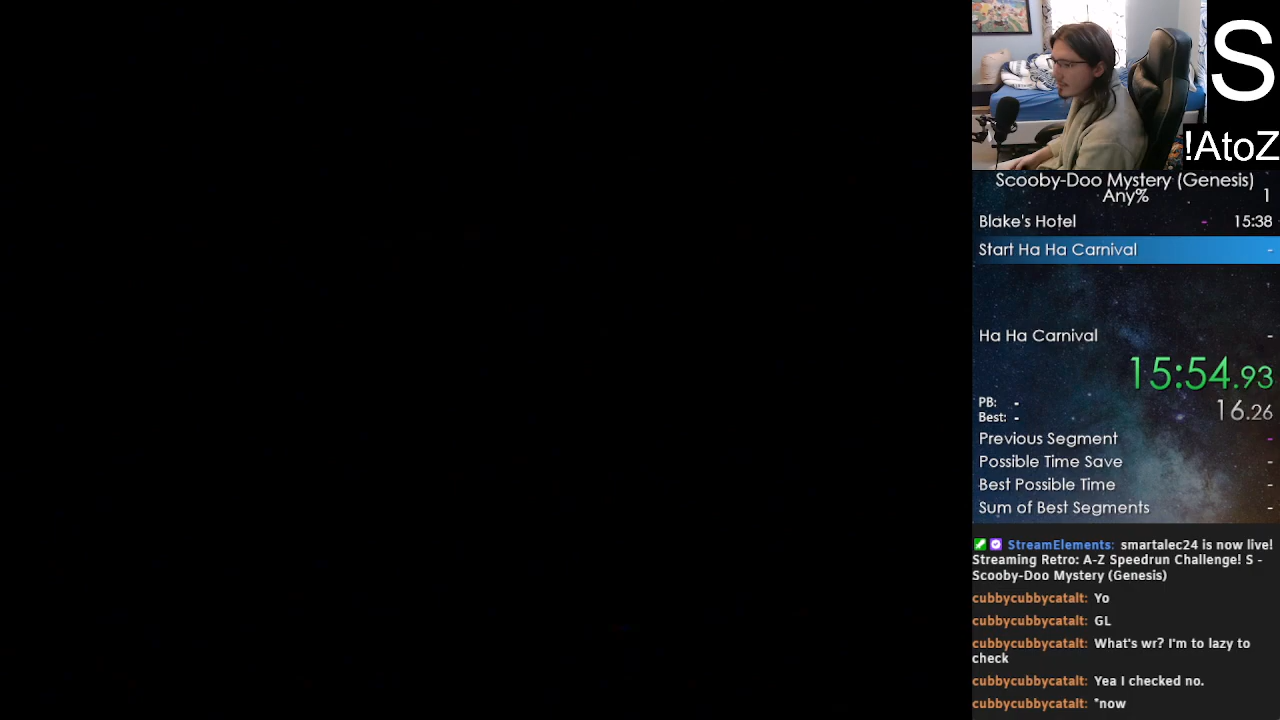 S
!AtoZ
Scooby-Doo Mystery (Genesis)
Any% 1
Blake's Hotel - 15:38
Start Ha Ha Carnival -
Ha Ha Carnival -
15:54.93
PB: - 16.26
Best: -
Previous Segment -
Possible Time Save -
Best Possible Time -
Sum of Best Segments -
StreamElements: smartalec24 is now live!
Streaming Retro: A-Z Speedrun Challenge! S -
Scooby-Doo Mystery (Genesis)
cubbycubbycatalt: Yo
cubbycubbycatalt: GL
cubbycubbycatalt: What's wr? I'm to lazy to
check
cubbycubbycatalt: Yea I checked no.
cubbycubbycatalt: *now